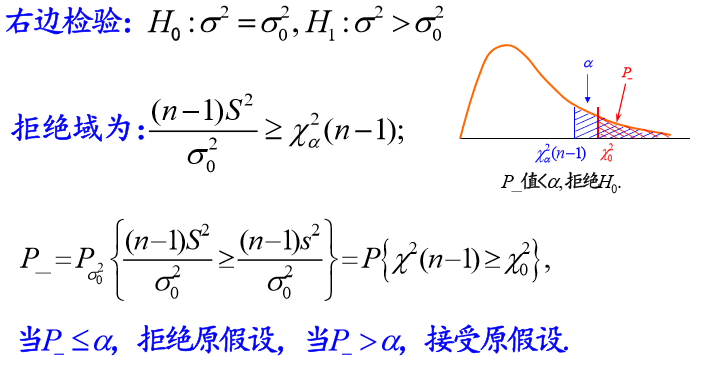 右边检验: H₀:σ²=σ₀², H₁:σ²>σ₀²
α
P_
拒绝域为:(n−1)S²/σ₀² ≥ χ²_α(n−1);
χ²_α(n−1) χ₀²
P_值<α,拒绝H₀.
P_=P_{σ₀²}{(n−1)S²/σ₀² ≥ (n−1)s²/σ₀²}=P{χ²(n−1)≥χ₀²},
当P_≤α, 拒绝原假设, 当P_>α, 接受原假设.